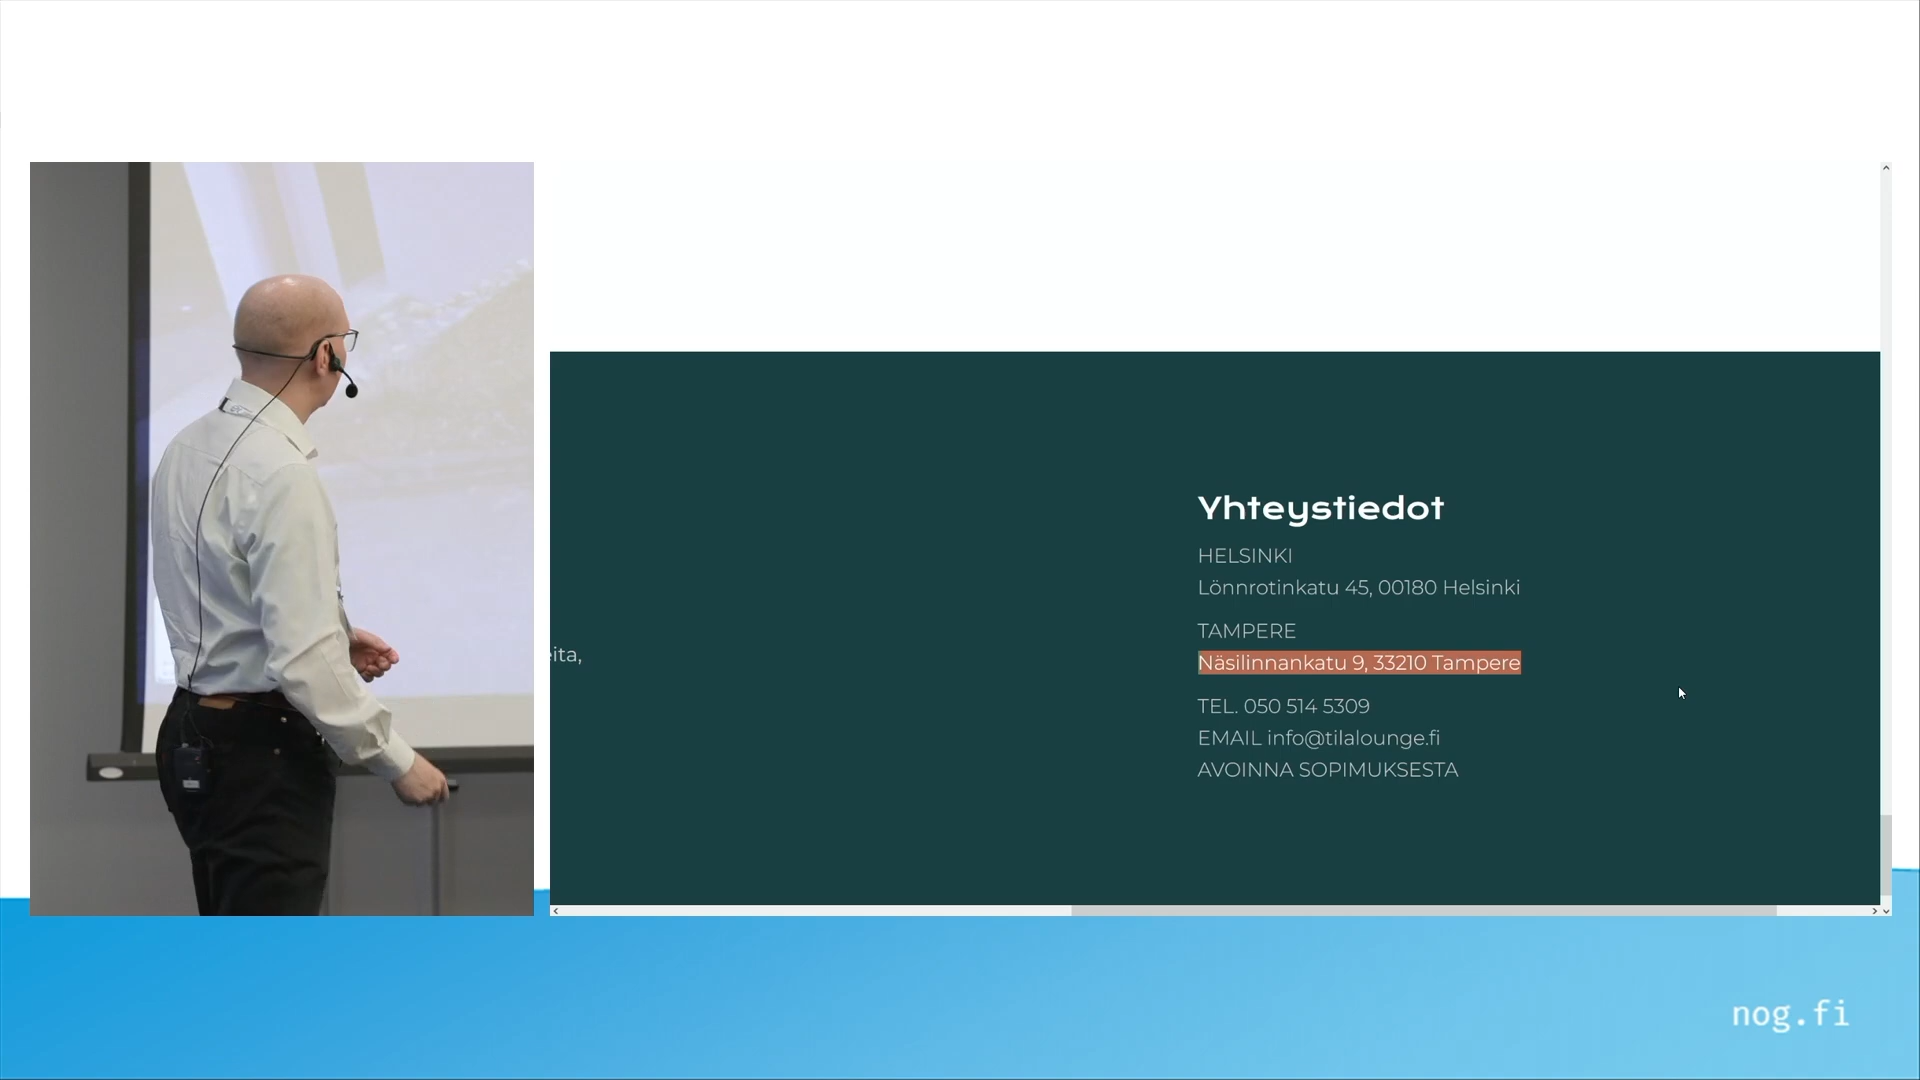 Yhteystiedot
HELSINKI
Lönnrotinkatu 45, 00180 Helsinki
TAMPERE
eita,
Näsilinnankatu 9, 33210 Tampere
TEL. 050 514 5309
EMAIL info@tilalounge.fi
AVOINNA SOPIMUKSESTA
nog.fi